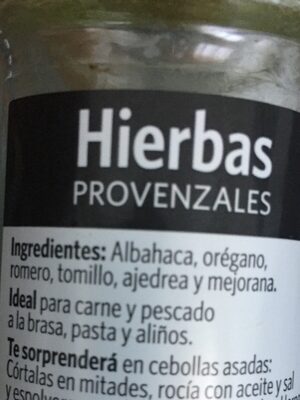 Hierbas
PROVENZALES
Ingredientes: Albahaca, orégano,
romero, tomillo, ajedrea y mejorana.
Ideal para carne y pescado
a la brasa, pasta y aliños.
Te sorprenderá en cebollas asadas:
Córtalas en mitades, rocía con aceite y sal